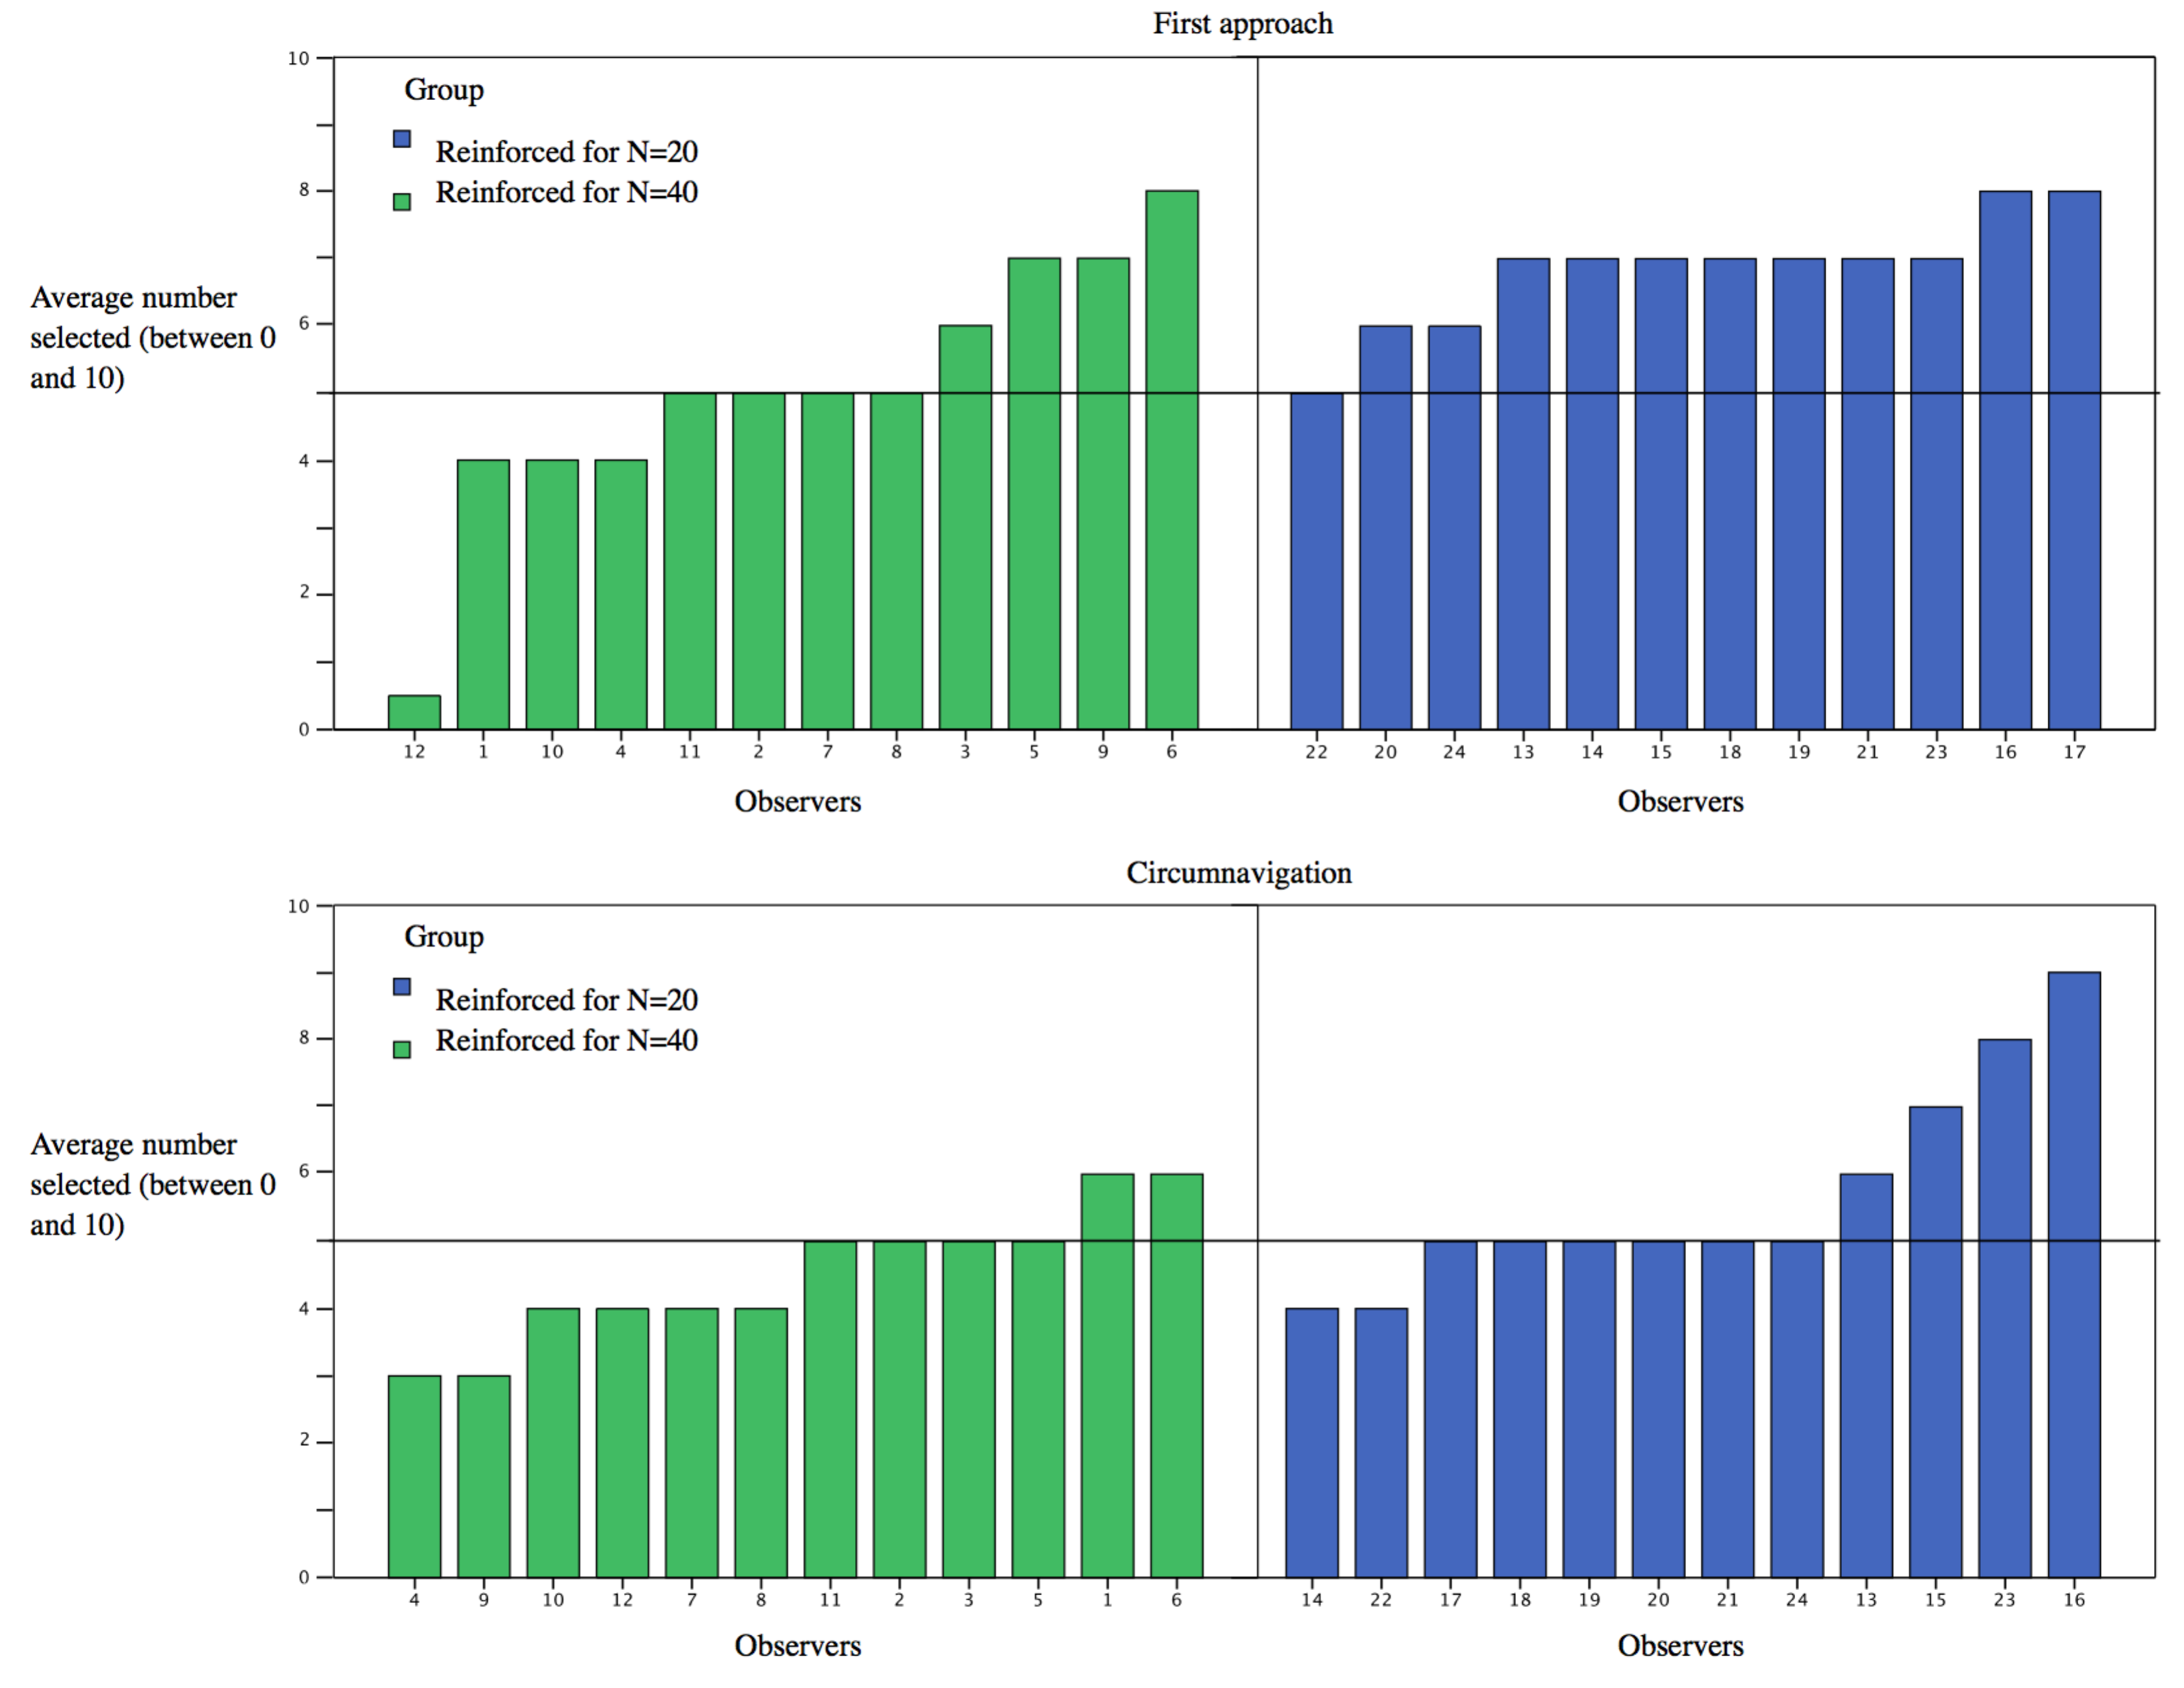 First approach
10
8
6
4
2
0
Group
Reinforced for N=20
Reinforced for N=40
Average number
selected (between 0
and 10)
12 1 10 4 11 2 7 8 3 5 9 6 22 20 24 13 14 15 18 19 21 23 16 17
Observers Observers
Circumnavigation
10
8
6
4
2
0
Group
Reinforced for N=20
Reinforced for N=40
Average number
selected (between 0
and 10)
4 9 10 12 7 8 11 2 3 5 1 6 14 22 17 18 19 20 21 24 13 15 23 16
Observers Observers